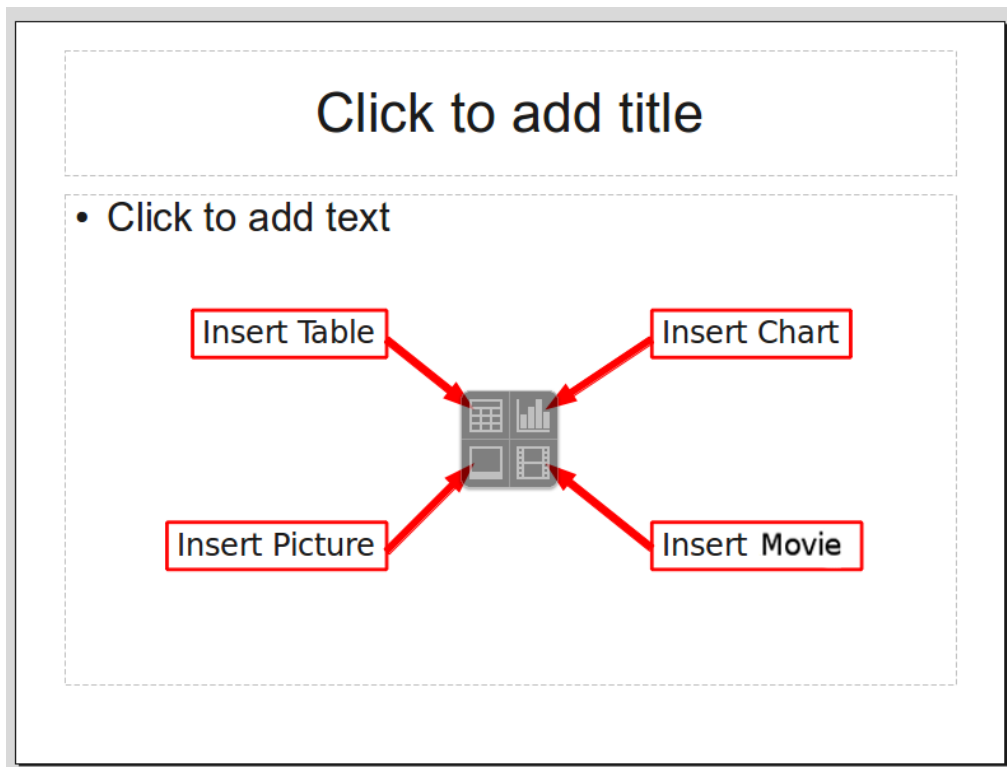 Click to add title
• Click to add text
Insert Table
Insert Chart
Insert Picture
Insert Movie